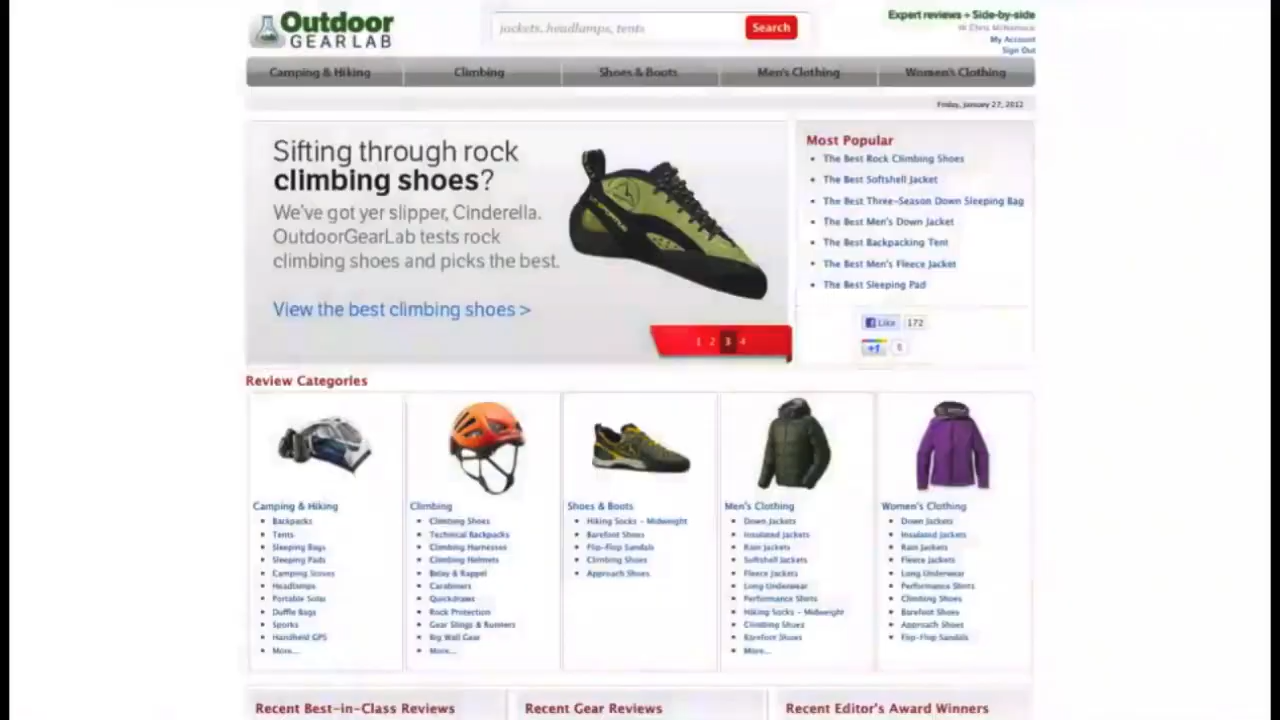 Outdoor
GEARLAB
jackets, headlamps, tents
Search
Expert reviews + Side-by-side
Hi Chris McNamara
My Account
Sign Out
Camping & Hiking
Climbing
Shoes & Boots
Men's Clothing
Women's Clothing
Friday, January 27, 2012
Sifting through rock
climbing shoes?
We've got yer slipper, Cinderella.
OutdoorGearLab tests rock
climbing shoes and picks the best.
View the best climbing shoes >
1 2 3 4
Most Popular
The Best Rock Climbing Shoes
The Best Softshell Jacket
The Best Three-Season Down Sleeping Bag
The Best Men's Down Jacket
The Best Backpacking Tent
The Best Men's Fleece Jacket
The Best Sleeping Pad
Like 172
+1
Review Categories
Camping & Hiking
Backpacks
Tents
Sleeping Bags
Sleeping Pads
Camping Stoves
Headlamps
Portable Solar
Duffle Bags
Sporks
Handheld GPS
More...
Climbing
Climbing Shoes
Technical Backpacks
Climbing Harnesses
Climbing Helmets
Belay & Rappel
Carabiners
Quickdraws
Rock Protection
Gear Slings & Runners
Big Wall Gear
More...
Shoes & Boots
Hiking Socks - Midweight
Barefoot Shoes
Flip-Flop Sandals
Climbing Shoes
Approach Shoes
Men's Clothing
Down Jackets
Insulated Jackets
Rain Jackets
Softshell Jackets
Fleece Jackets
Long Underwear
Performance Shirts
Hiking Socks - Midweight
Climbing Shoes
Barefoot Shoes
More...
Women's Clothing
Down Jackets
Insulated Jackets
Rain Jackets
Fleece Jackets
Long Underwear
Performance Shirts
Climbing Shoes
Barefoot Shoes
Approach Shoes
Flip-Flop Sandals
Recent Best-in-Class Reviews
Recent Gear Reviews
Recent Editor's Award Winners